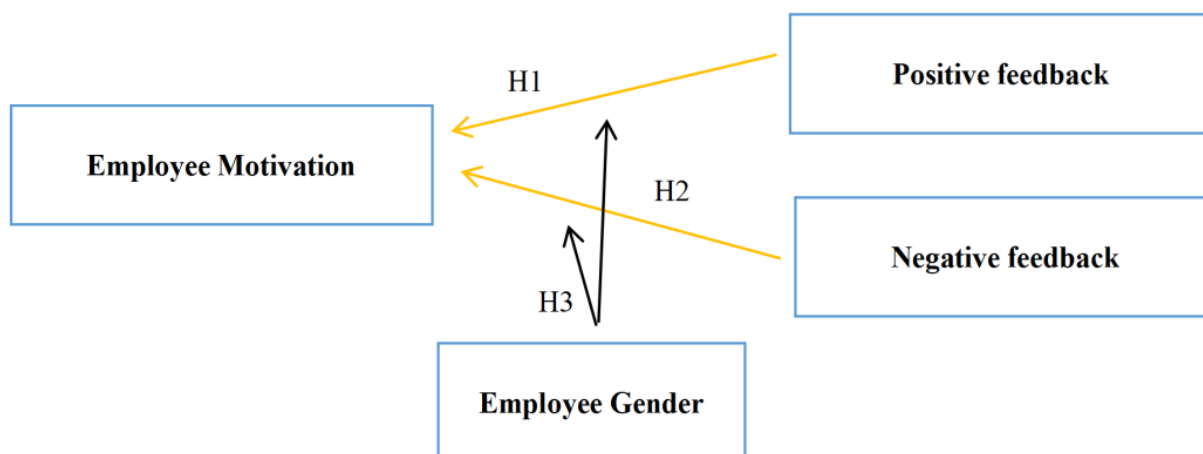 Positive feedback
H1
Employee Motivation
H2
Negative feedback
H3
Employee Gender